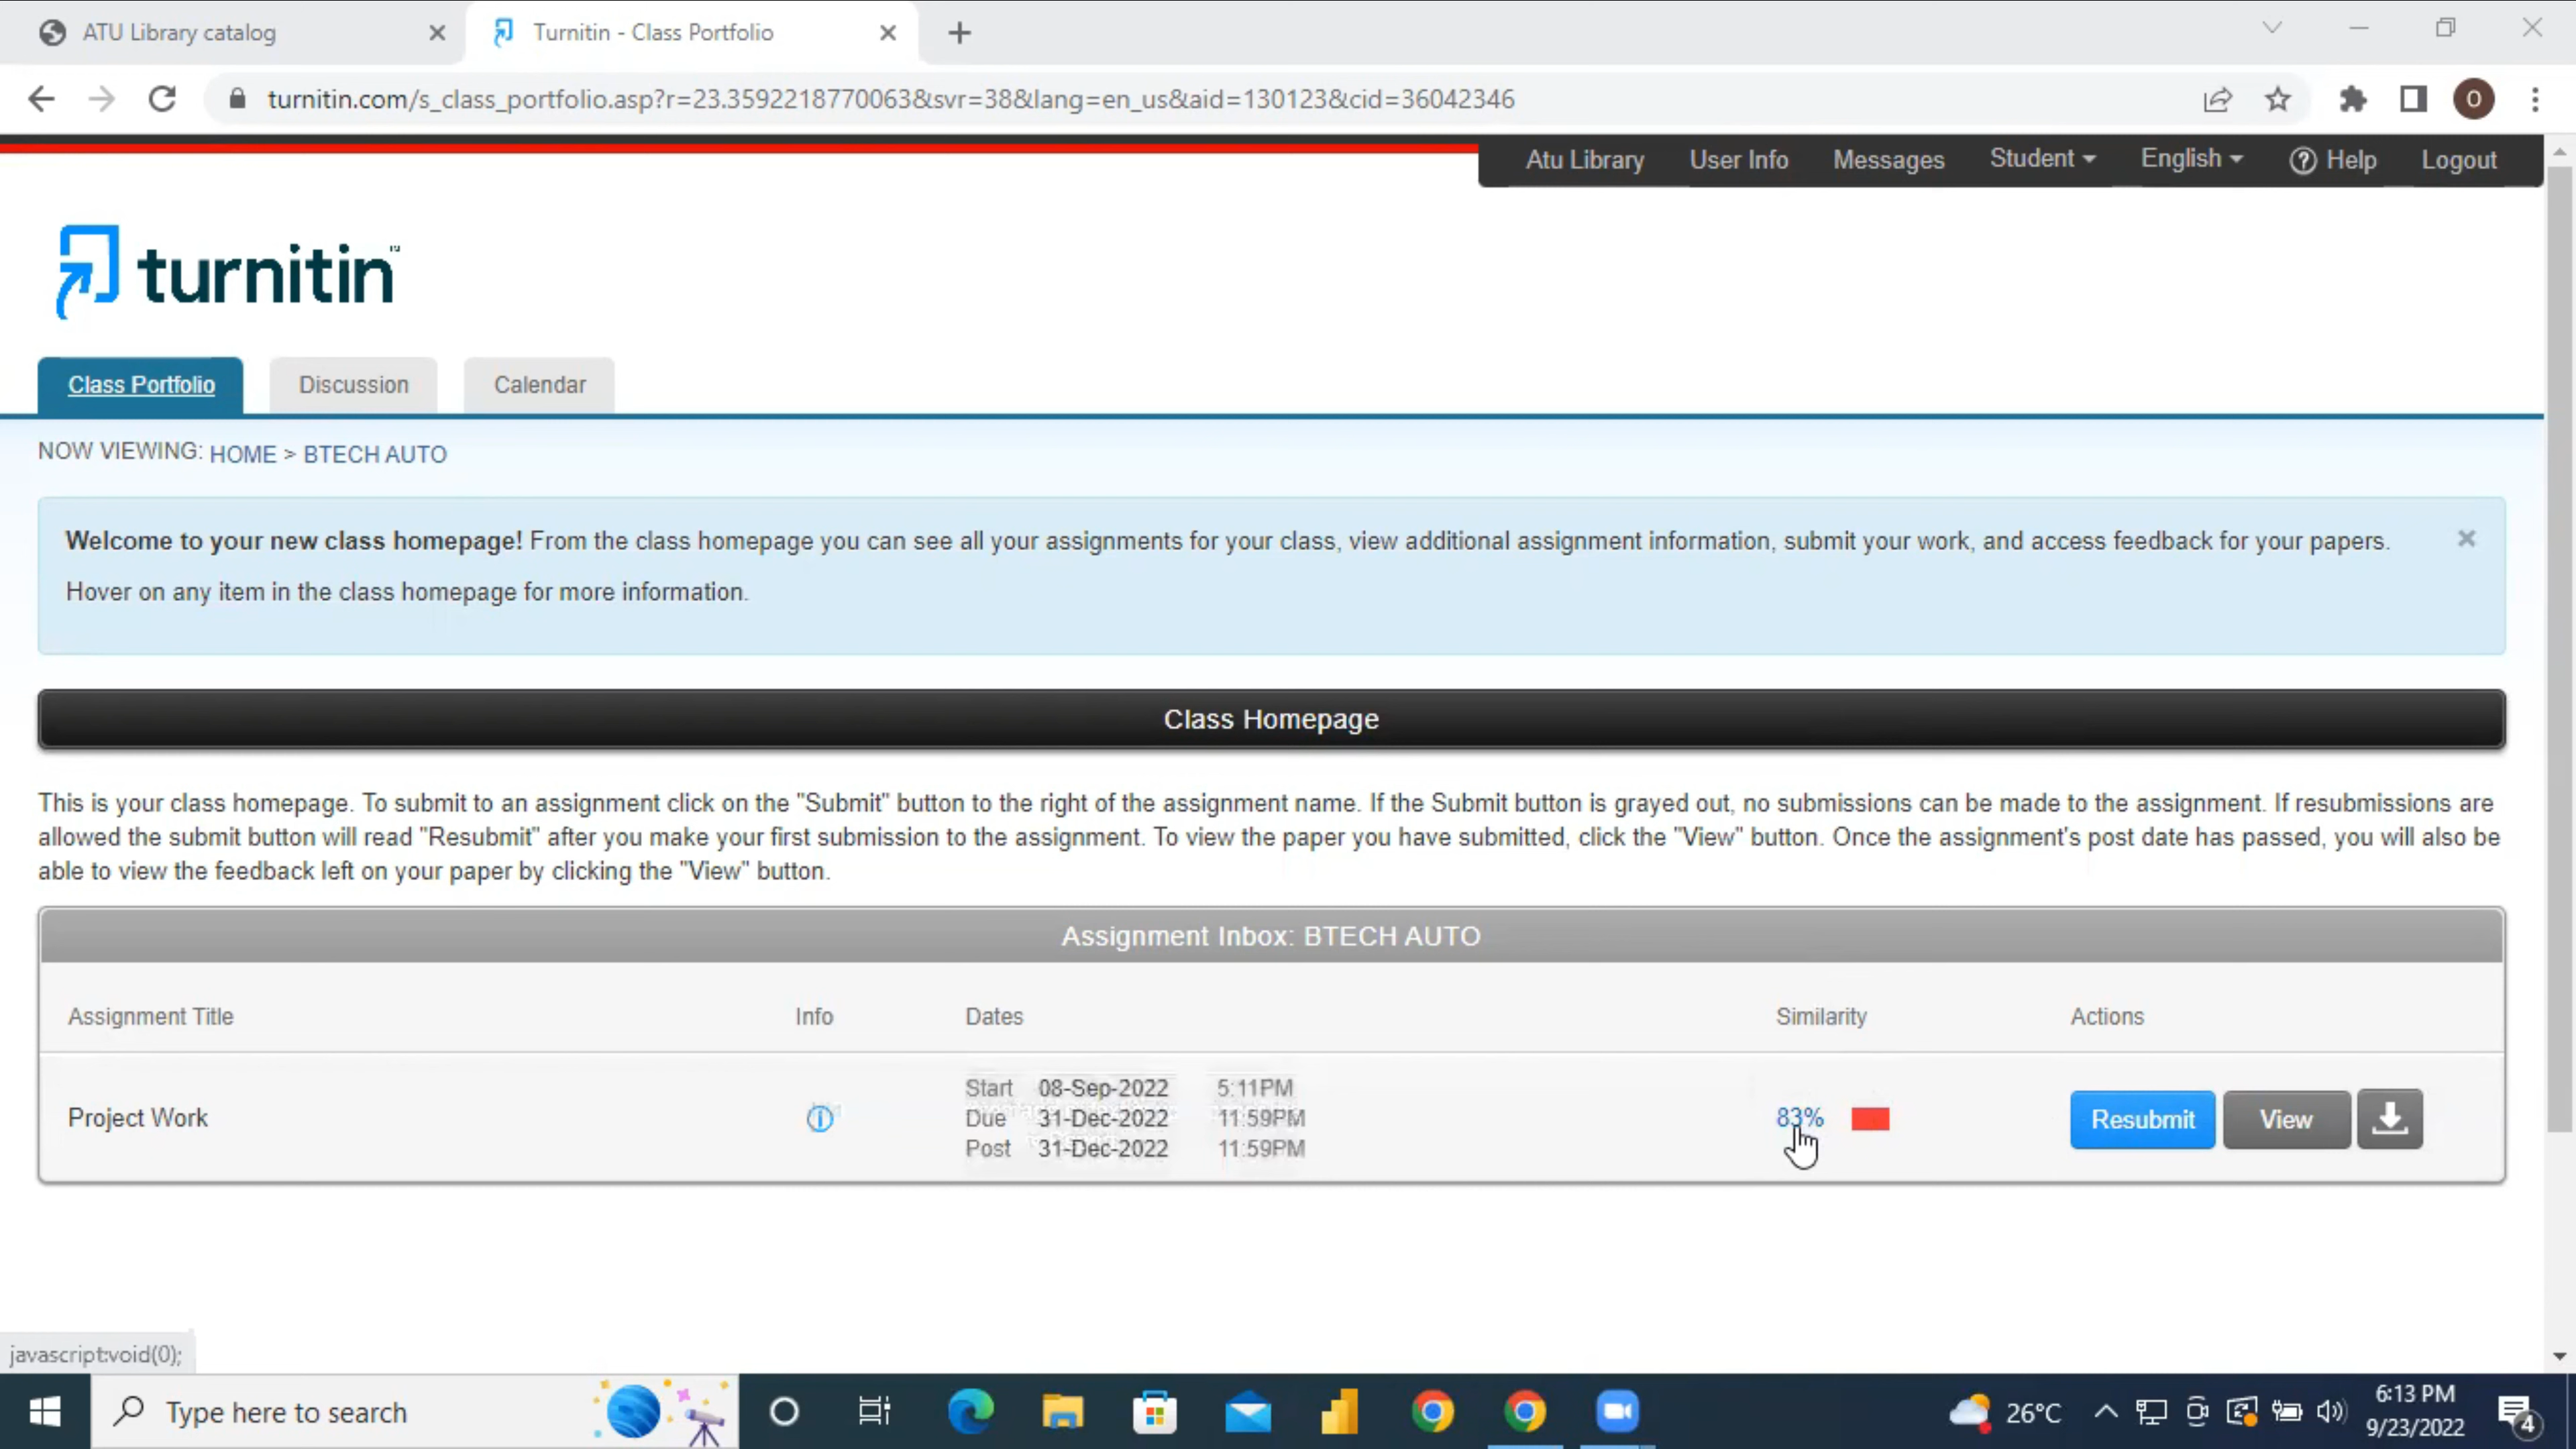 ATU Library catalog
Turnitin - Class Portfolio
turnitin.com/s_class_portfolio.asp?r=23.3592218770063&svr=38&lang=en_us&aid=130123&cid=36042346
O
Atu Library User Info Messages Student English Help Logout
turnitin
Class Portfolio Discussion Calendar
NOW VIEWING: HOME > BTECH AUTO
Welcome to your new class homepage! From the class homepage you can see all your assignments for your class, view additional assignment information, submit your work, and access feedback for your papers.
Hover on any item in the class homepage for more information.
Class Homepage
This is your class homepage. To submit to an assignment click on the "Submit" button to the right of the assignment name. If the Submit button is grayed out, no submissions can be made to the assignment. If resubmissions are
allowed the submit button will read "Resubmit" after you make your first submission to the assignment. To view the paper you have submitted, click the "View" button. Once the assignment's post date has passed, you will also be
able to view the feedback left on your paper by clicking the "View" button.
Assignment Inbox: BTECH AUTO
Assignment Title Info Dates Similarity Actions
Start 08-Sep-2022 5:11PM
Project Work Due 31-Dec-2022 11:59PM 83% Resubmit View
Post 31-Dec-2022 11:59PM
javascript:void(0);
Type here to search
26°C
6:13 PM
9/23/2022
4